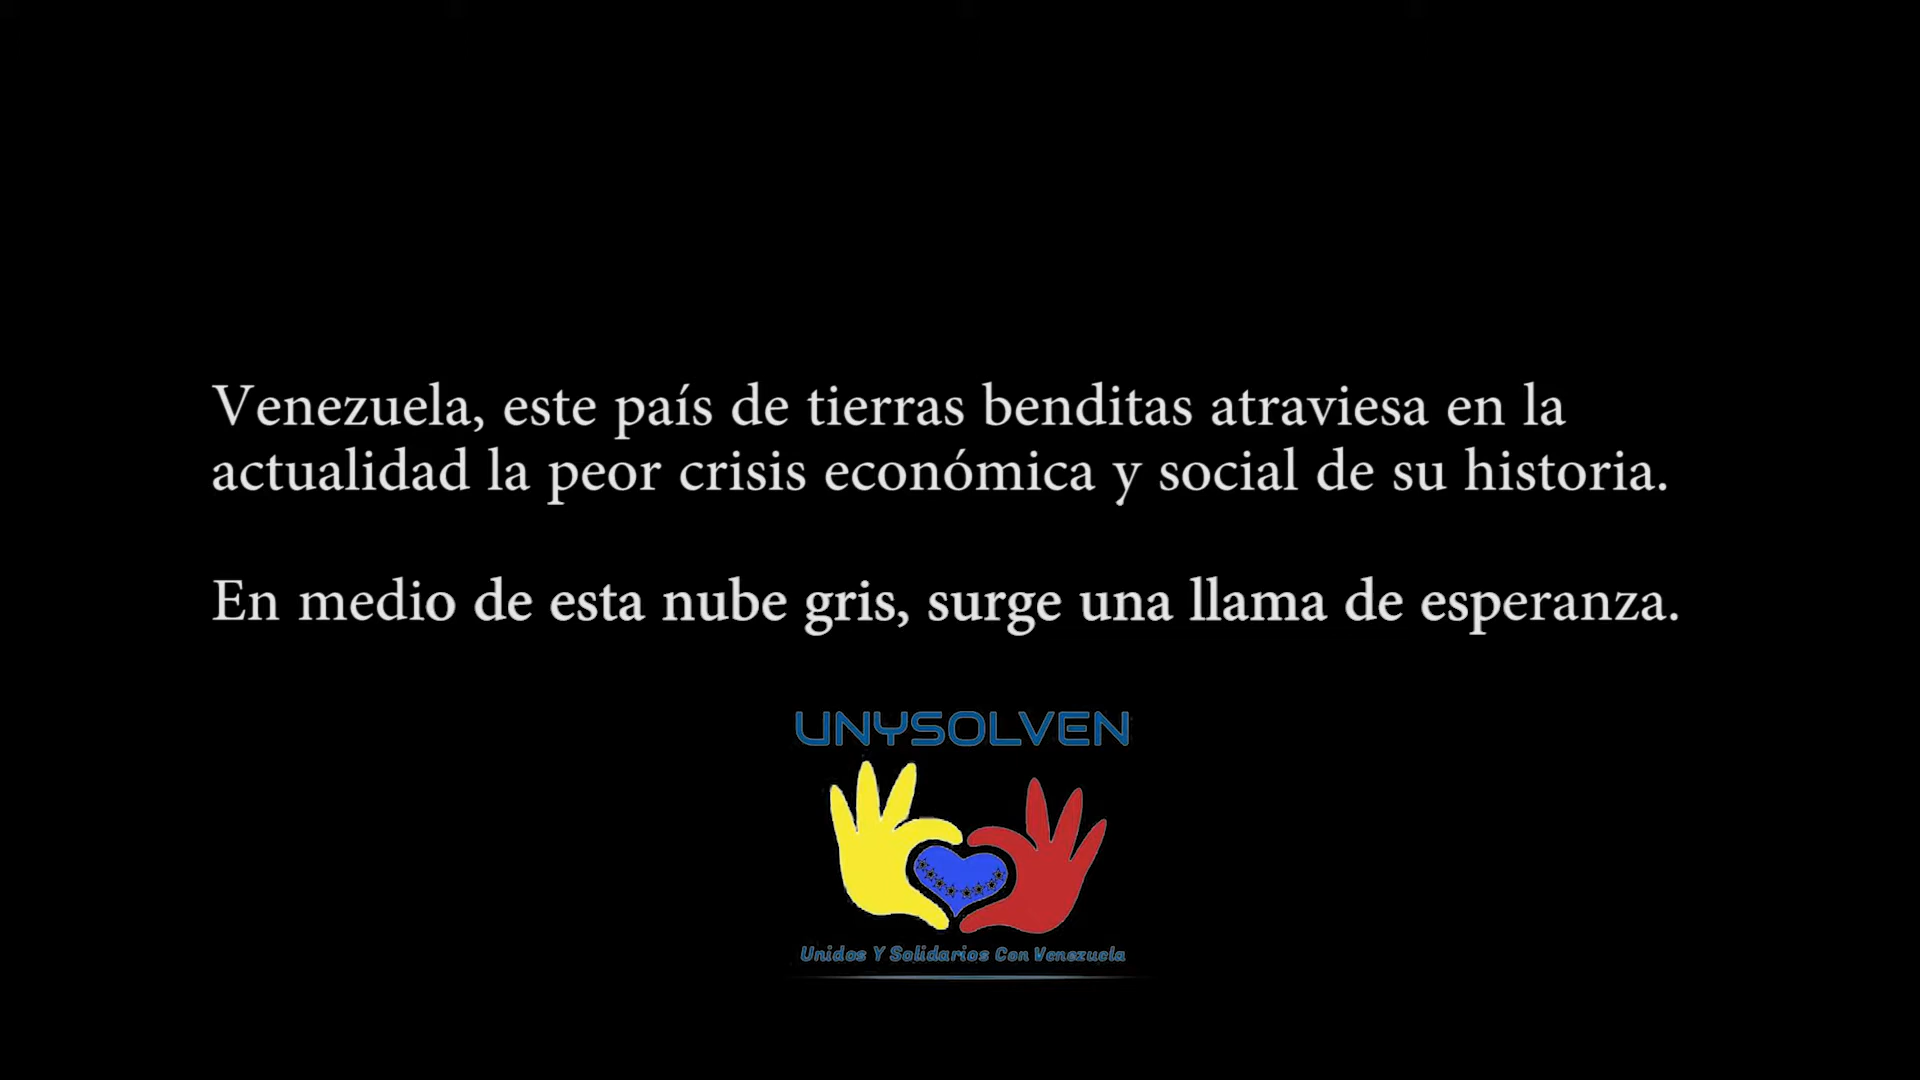 Venezuela, este país de tierras benditas atraviesa en la
actualidad la peor crisis económica y social de su historia.
En medio de esta nube gris, surge una llama de esperanza.
UNYSOLVEN
Unidos Y Solidarios Con Venezuela